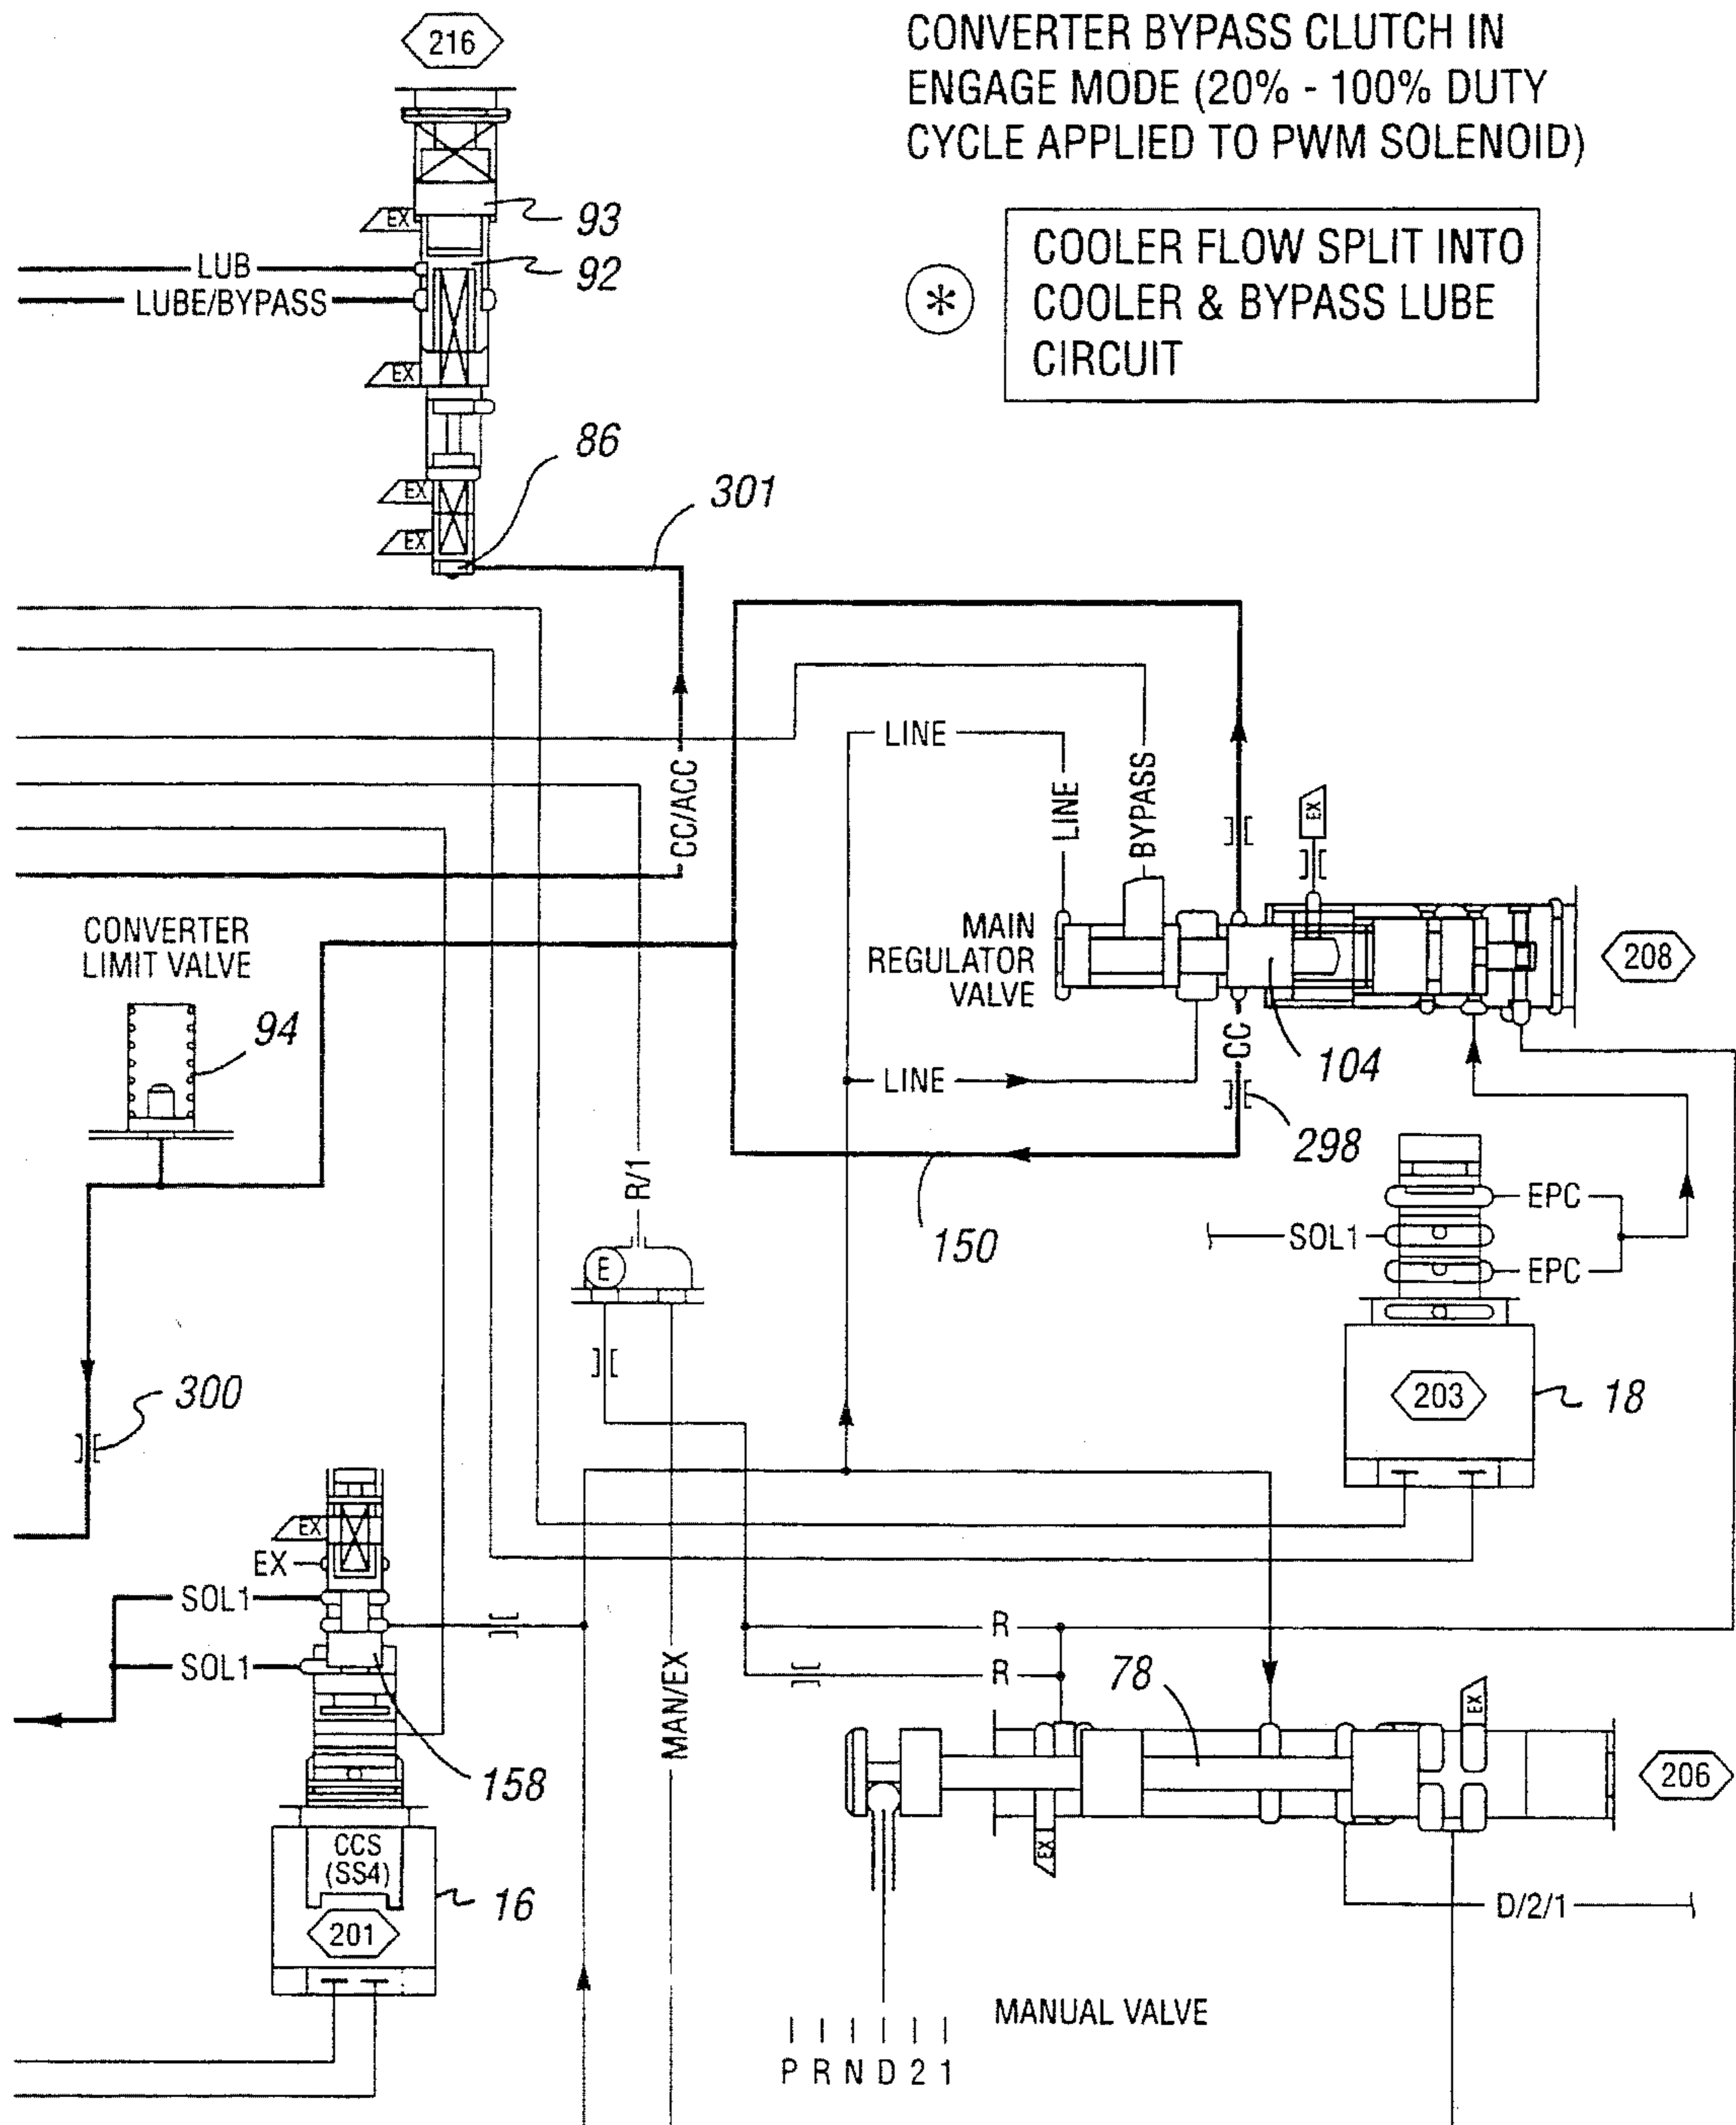 216
CONVERTER BYPASS CLUTCH IN
ENGAGE MODE (20% - 100% DUTY
CYCLE APPLIED TO PWM SOLENOID)
93
EX
LUB
92
LUBE/BYPASS
*
COOLER FLOW SPLIT INTO
COOLER & BYPASS LUBE
CIRCUIT
EX
86
EX
301
EX
LINE
CC/ACC
LINE
BYPASS
EX
CONVERTER
LIMIT VALVE
MAIN
REGULATOR
VALVE
208
94
CC
104
LINE
298
R/1
EPC
150
SOL1
EPC
E
300
203
18
EX
EX
SOL1
R
SOL1
R
MAN/EX
78
EX
158
206
CCS
(SS4)
EX
16
201
D/2/1
MANUAL VALVE
P R N D 2 1